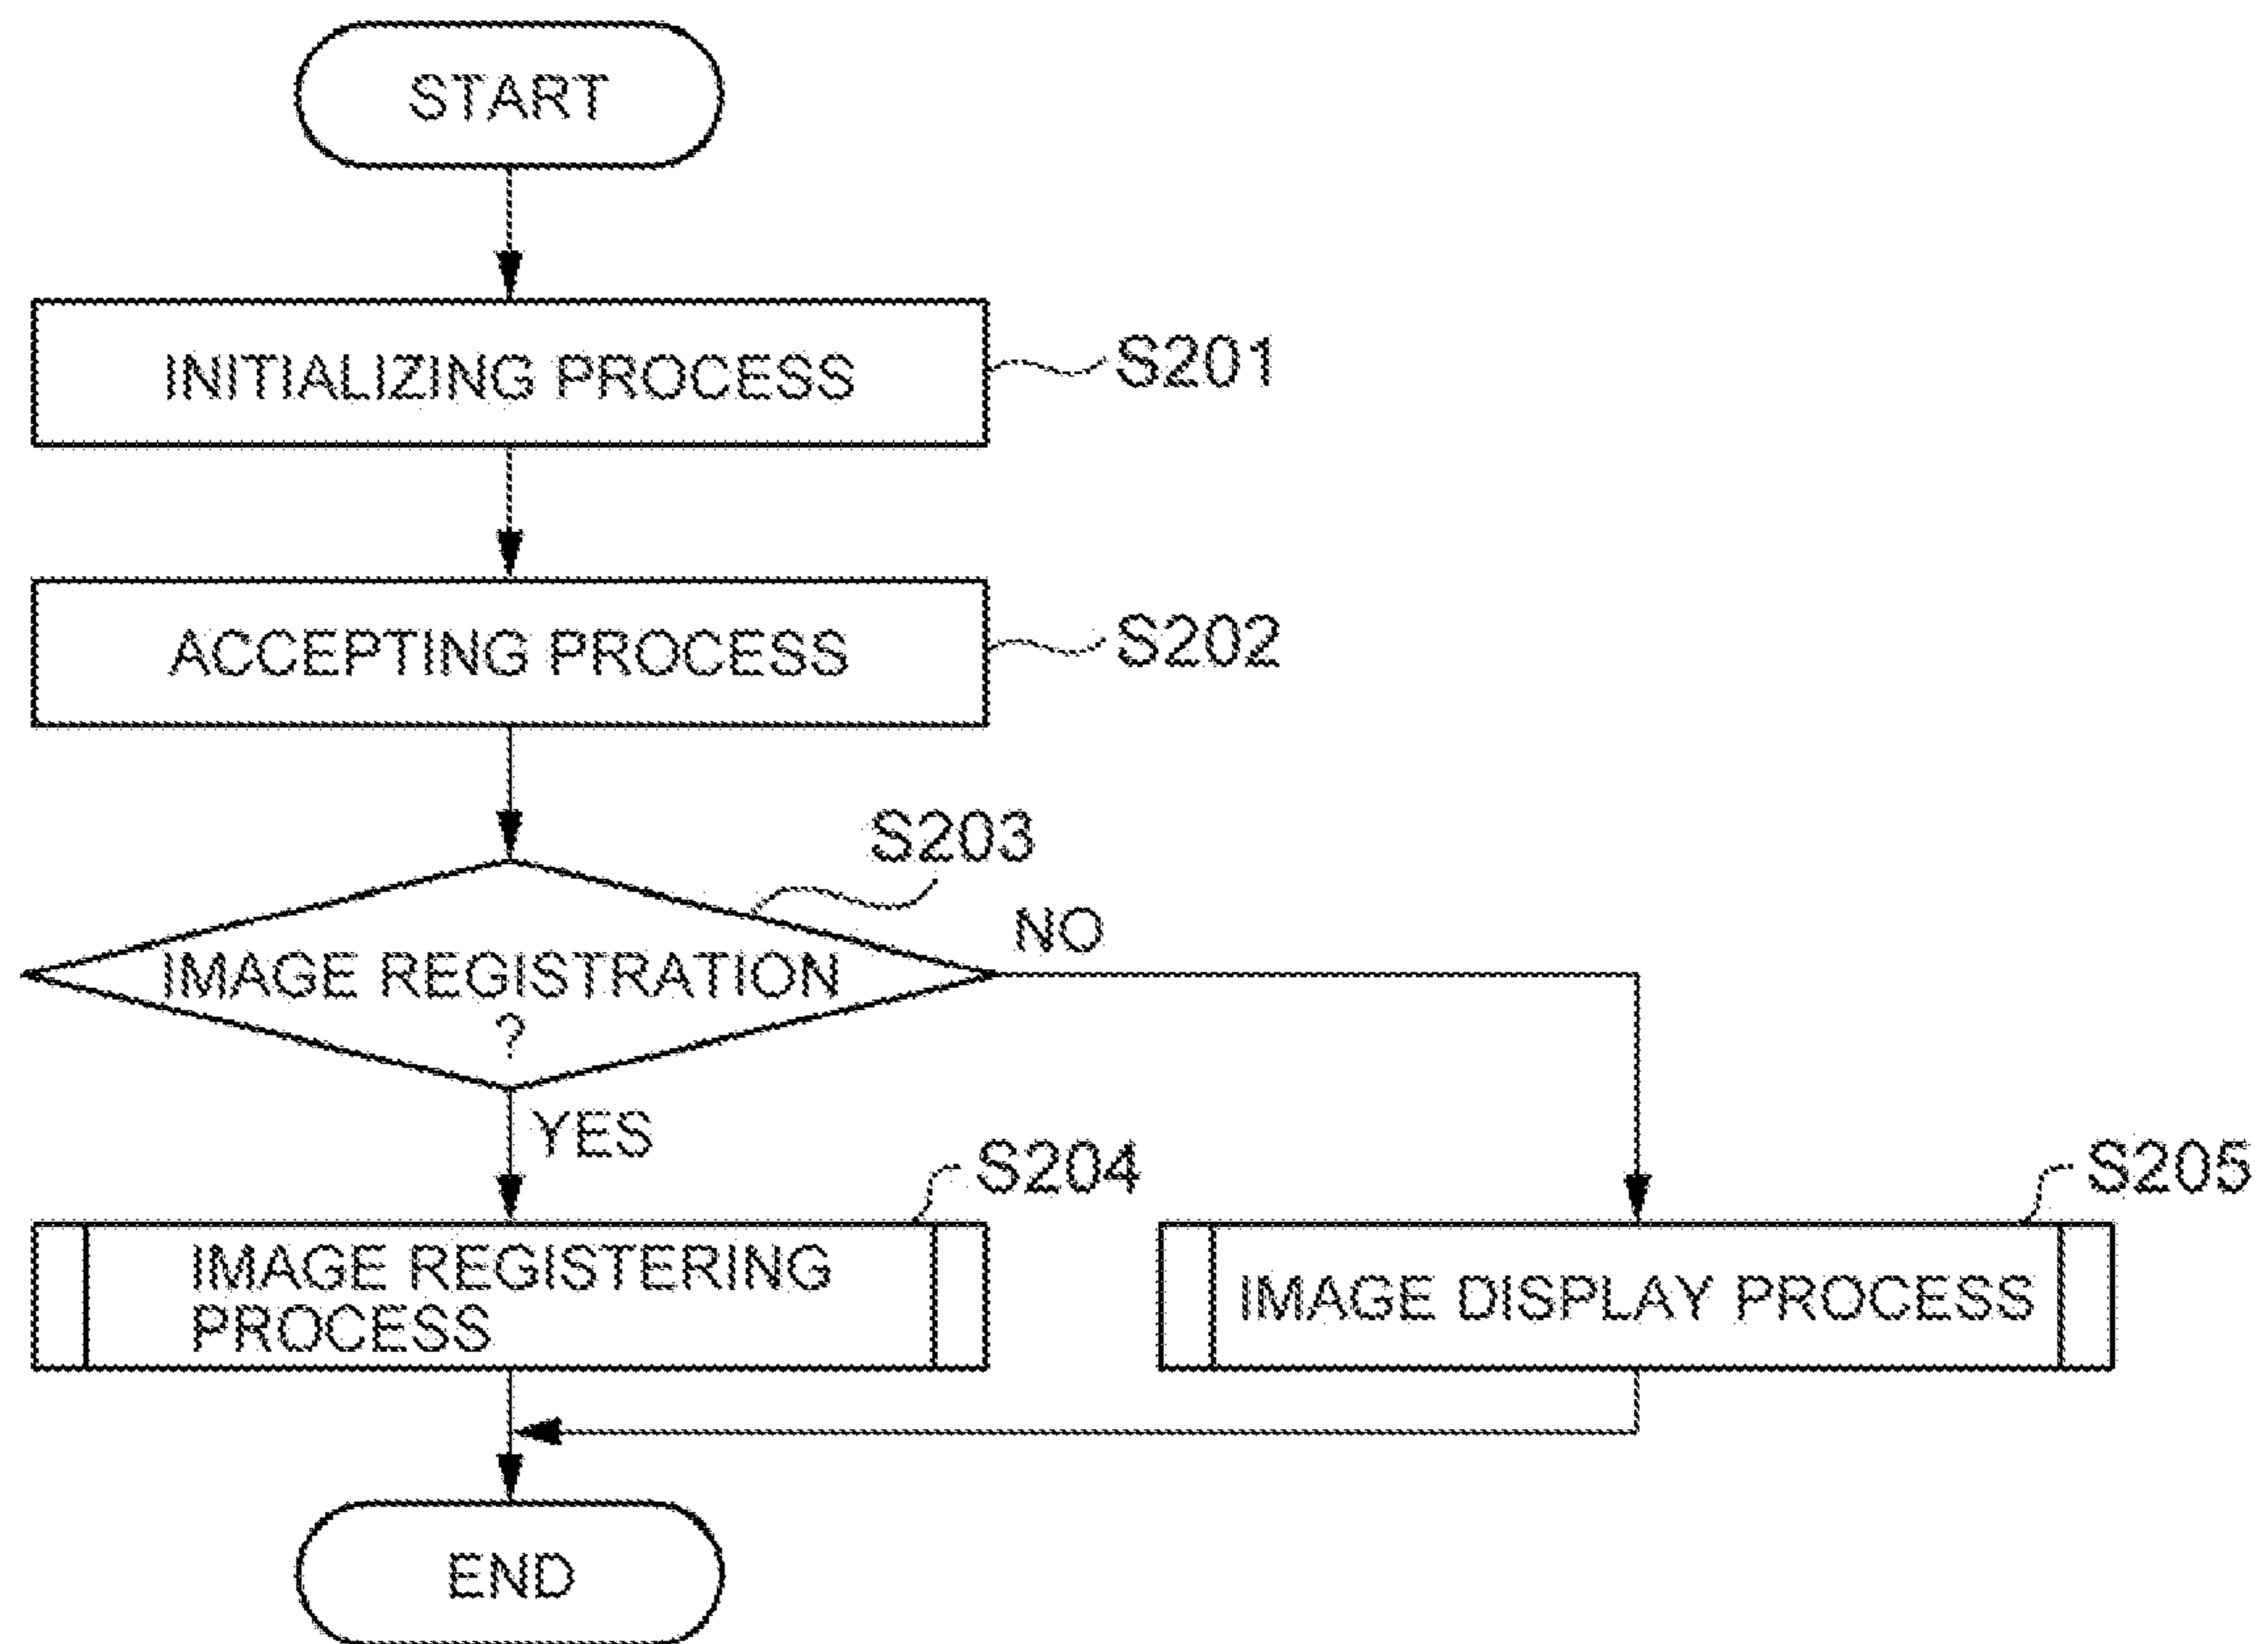 START
INITIALIZING PROCESS
S201
ACCEPTING PROCESS
S202
S203
IMAGE REGISTRATION
?
NO
YES
S204
IMAGE REGISTERING
PROCESS
S205
IMAGE DISPLAY PROCESS
END